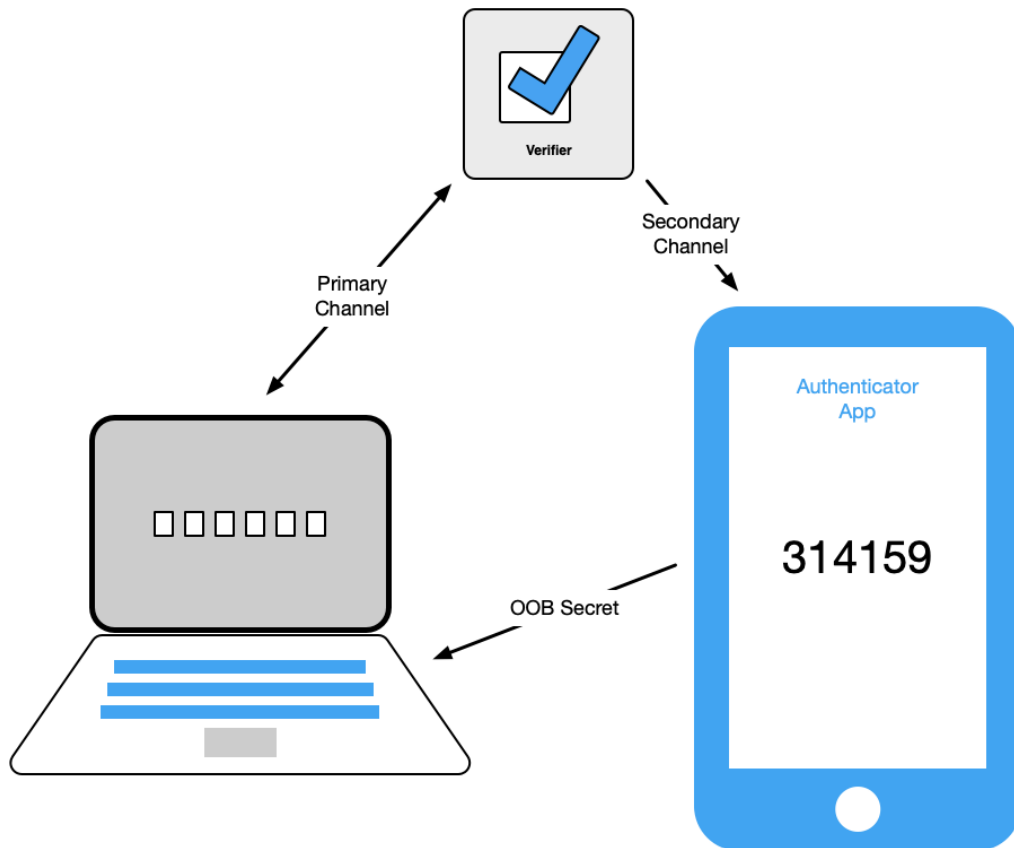 Verifier
Secondary
Channel
Primary
Channel
Authenticator
App
314159
OOB Secret